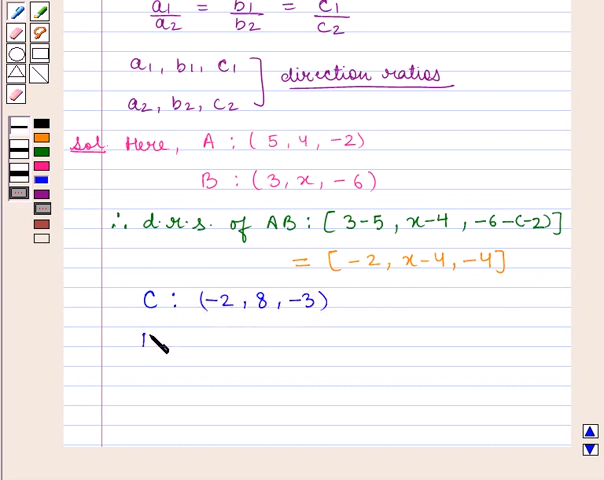 a1/a2 = b1/b2 = c1/c2
a1, b1, c1
a2, b2, c2 ] direction ratios
Sol. Here, A : (5, 4, -2)
B : (3, x, -6)
∴ d.r.s. of AB : [3-5, x-4, -6-(-2)]
= [-2, x-4, -4]
C : (-2, 8, -3)